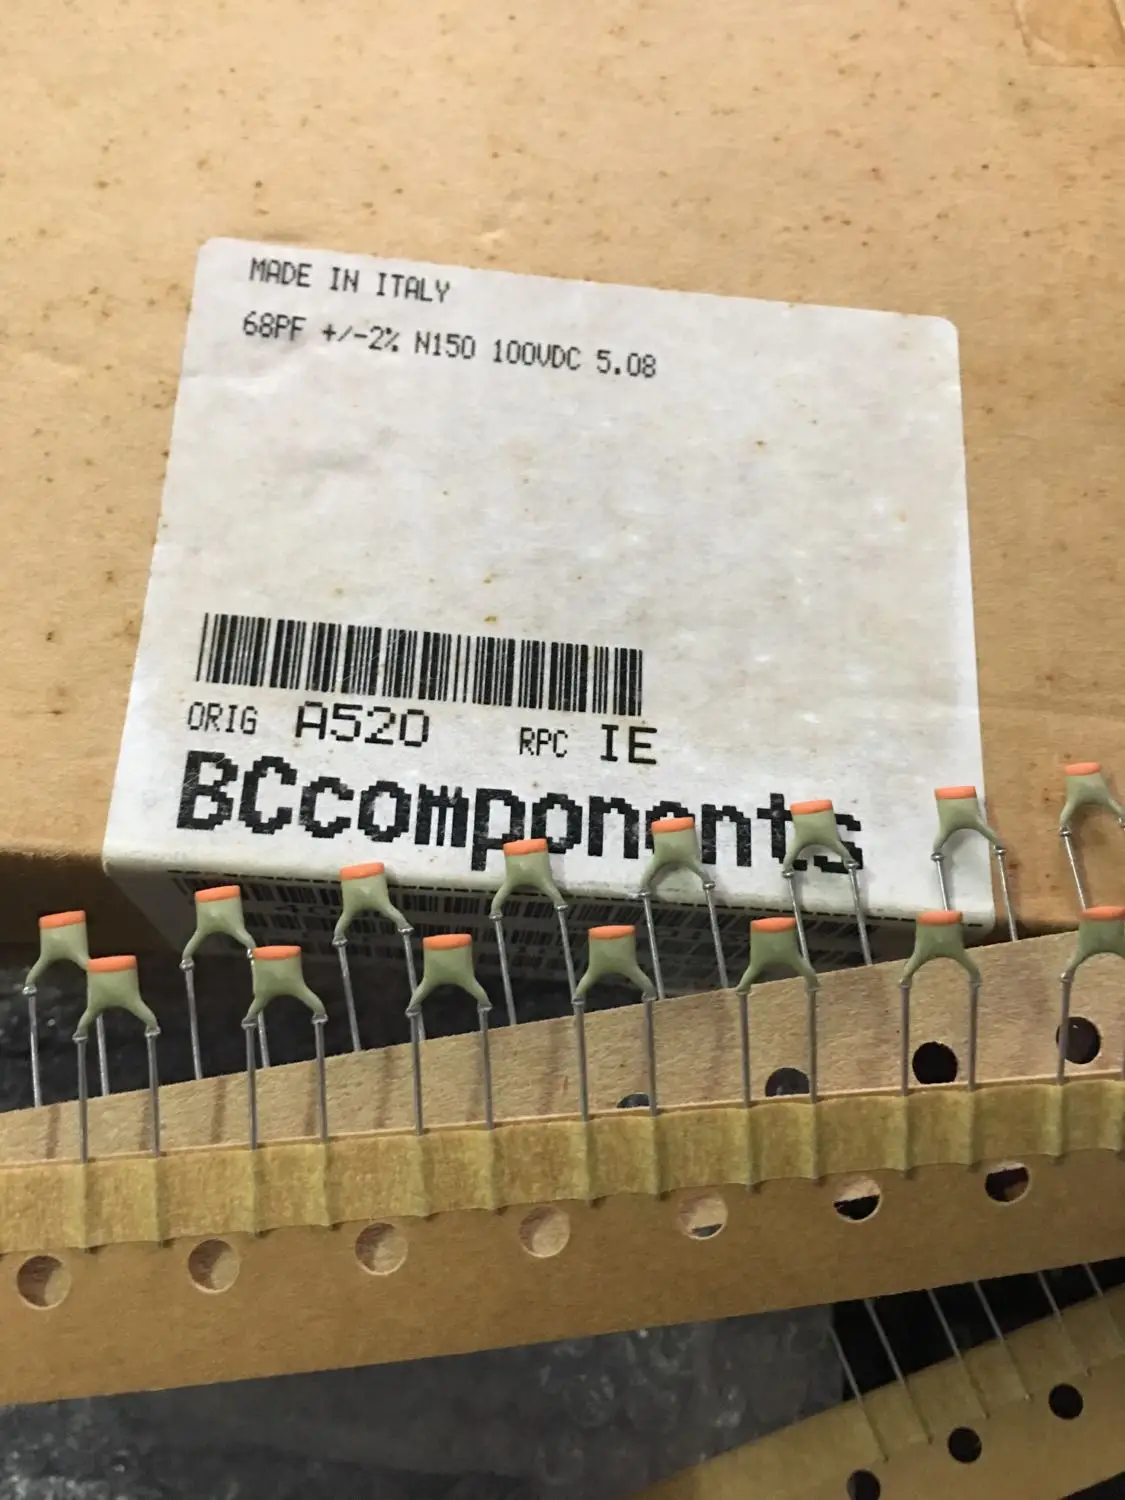 MADE IN ITALY
68PF +/-2% N150 100VDC 5.08
ORIG A520 RPC IE
BCcomponents